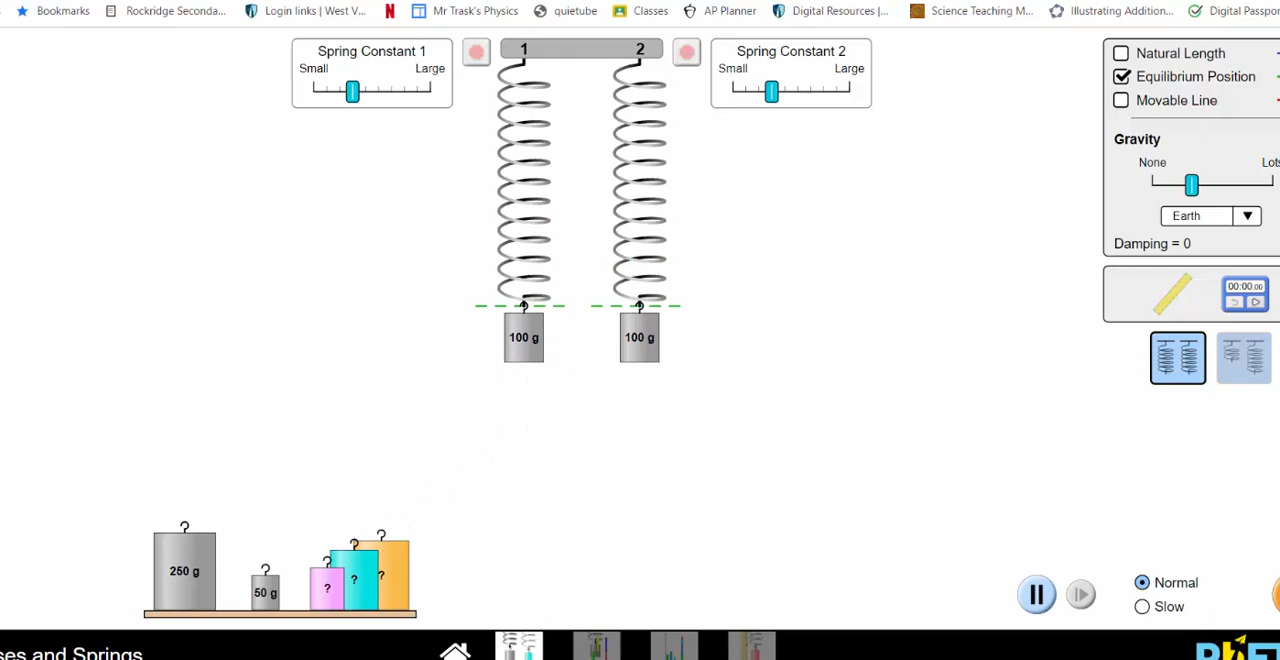 Bookmarks Rockridge Seconda... Login links | West V... Mr Trask's Physics quietube Classes AP Planner Digital Resources |... Science Teaching M... Illustrating Addition... Digital Passpor
Spring Constant 1
Small Large
1 2
Spring Constant 2
Small Large
Natural Length
Equilibrium Position
Movable Line
Gravity
None Lots
Earth
Damping = 0
00:00.00
100 g 100 g
250 g
50 g
?
?
?
Normal
Slow
ses and Springs